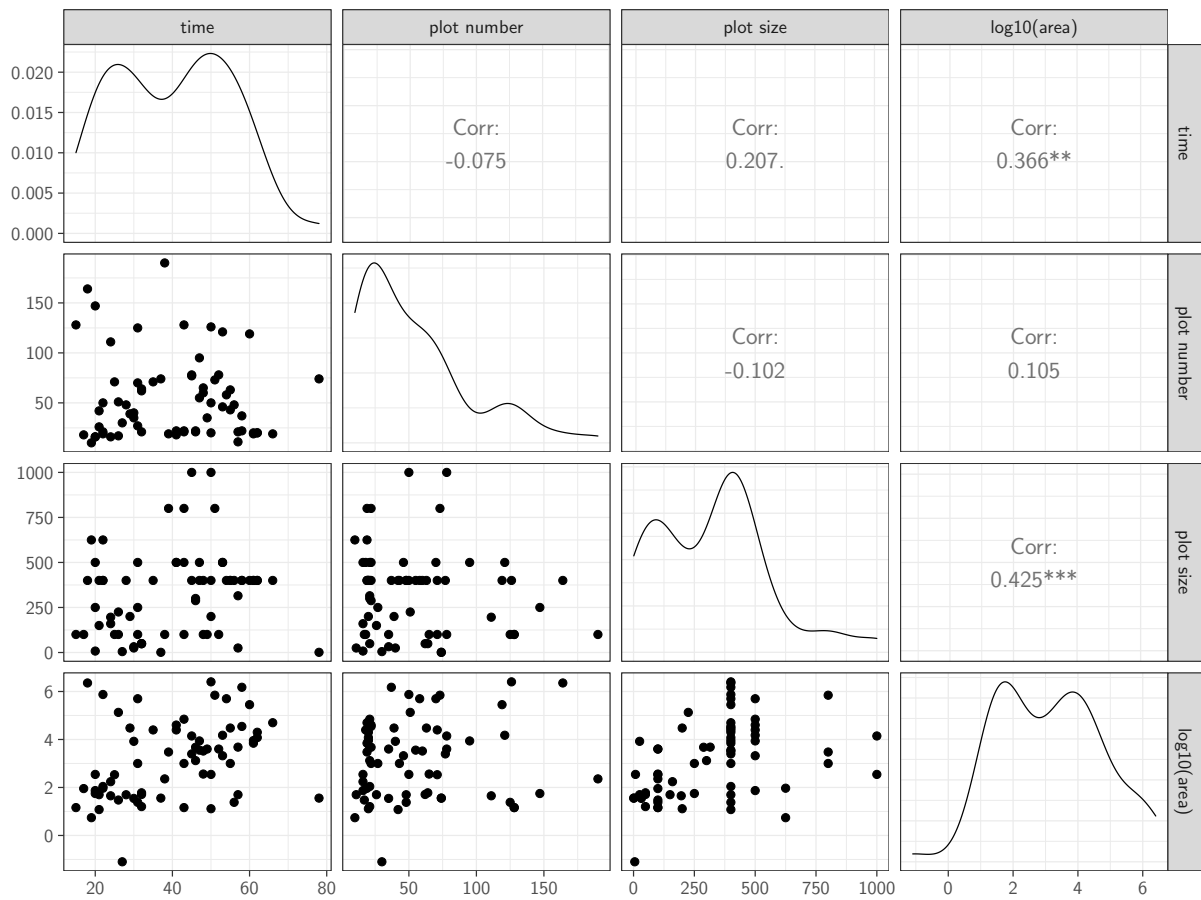 time
plot number
plot size
log10(area)
0.020
0.015
0.010
0.005
0.000
Corr:
-0.075
Corr:
0.207.
Corr:
0.366**
time
150
100
50
Corr:
-0.102
Corr:
0.105
plot number
1000
750
500
250
0
Corr:
0.425***
plot size
6
4
2
0
log10(area)
20
40
60
80
50
100
150
0
250
500
750
1000
0
2
4
6